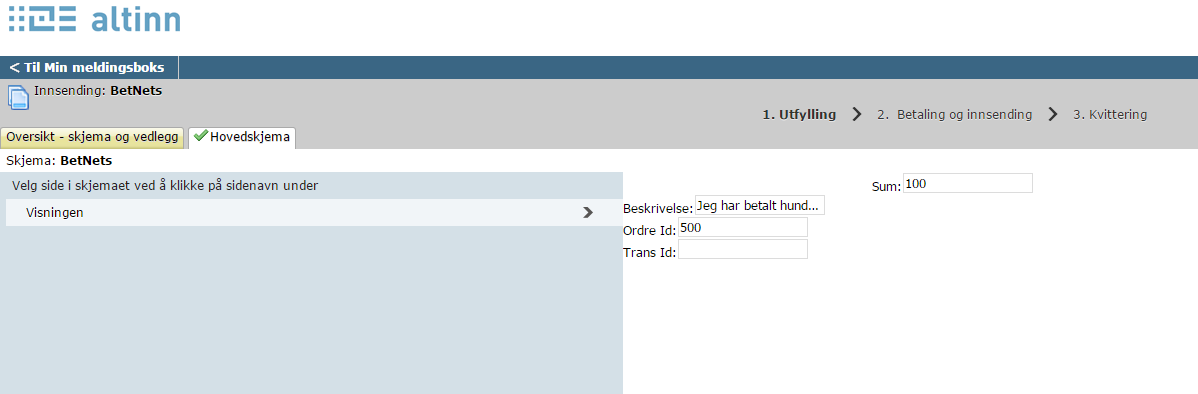 altinn
< Til Min meldingsboks
Innsending: BetNets
1. Utfylling 2. Betaling og innsending 3. Kvittering
Oversikt - skjema og vedlegg Hovedskjema
Skjema: BetNets
Velg side i skjemaet ved å klikke på sidenavn under
Visningen
Sum: 100
Beskrivelse: Jeg har betalt hund...
Ordre Id: 500
Trans Id: